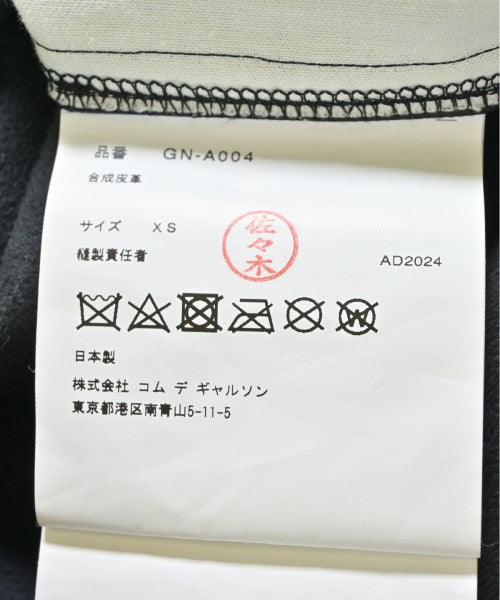 品番 GN-A004
合成皮革
サイズ XS
佐々木
縫製責任者
AD2024
W
日本製
株式会社 コム デ ギャルソン
東京都港区南青山5-11-5